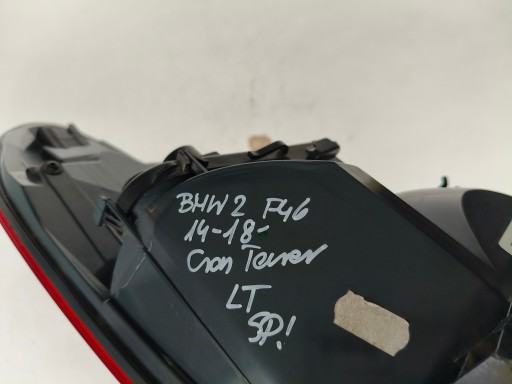 BMW 2 F46
14-18-
Gran Tourer
LT
SP!